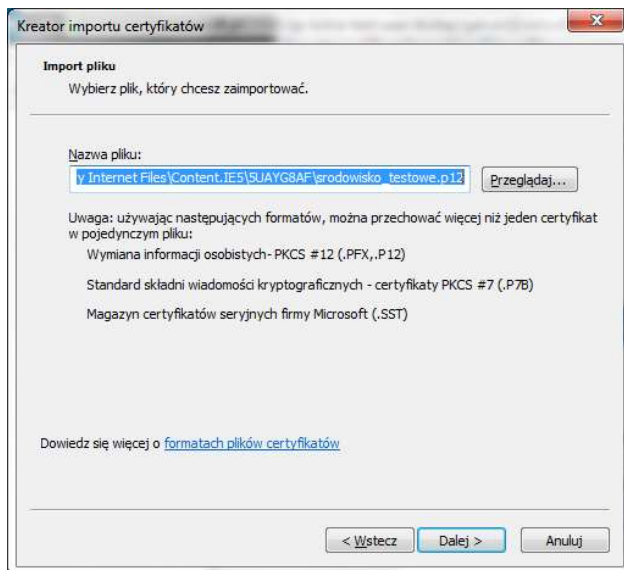 Kreator importu certyfikatów
Import pliku
Wybierz plik, który chcesz zaimportować.
Nazwa pliku:
y Internet Files\Content.IE5\5UAYG8AF\srodowisko_testowe.p12
Przeglądaj...
Uwaga: używając następujących formatów, można przechować więcej niż jeden certyfikat
w pojedynczym pliku:
Wymiana informacji osobistych- PKCS #12 (.PFX,.P12)
Standard składni wiadomości kryptograficznych - certyfikaty PKCS #7 (.P7B)
Magazyn certyfikatów seryjnych firmy Microsoft (.SST)
Dowiedz się więcej o formatach plików certyfikatów
< Wstecz
Dalej >
Anuluj